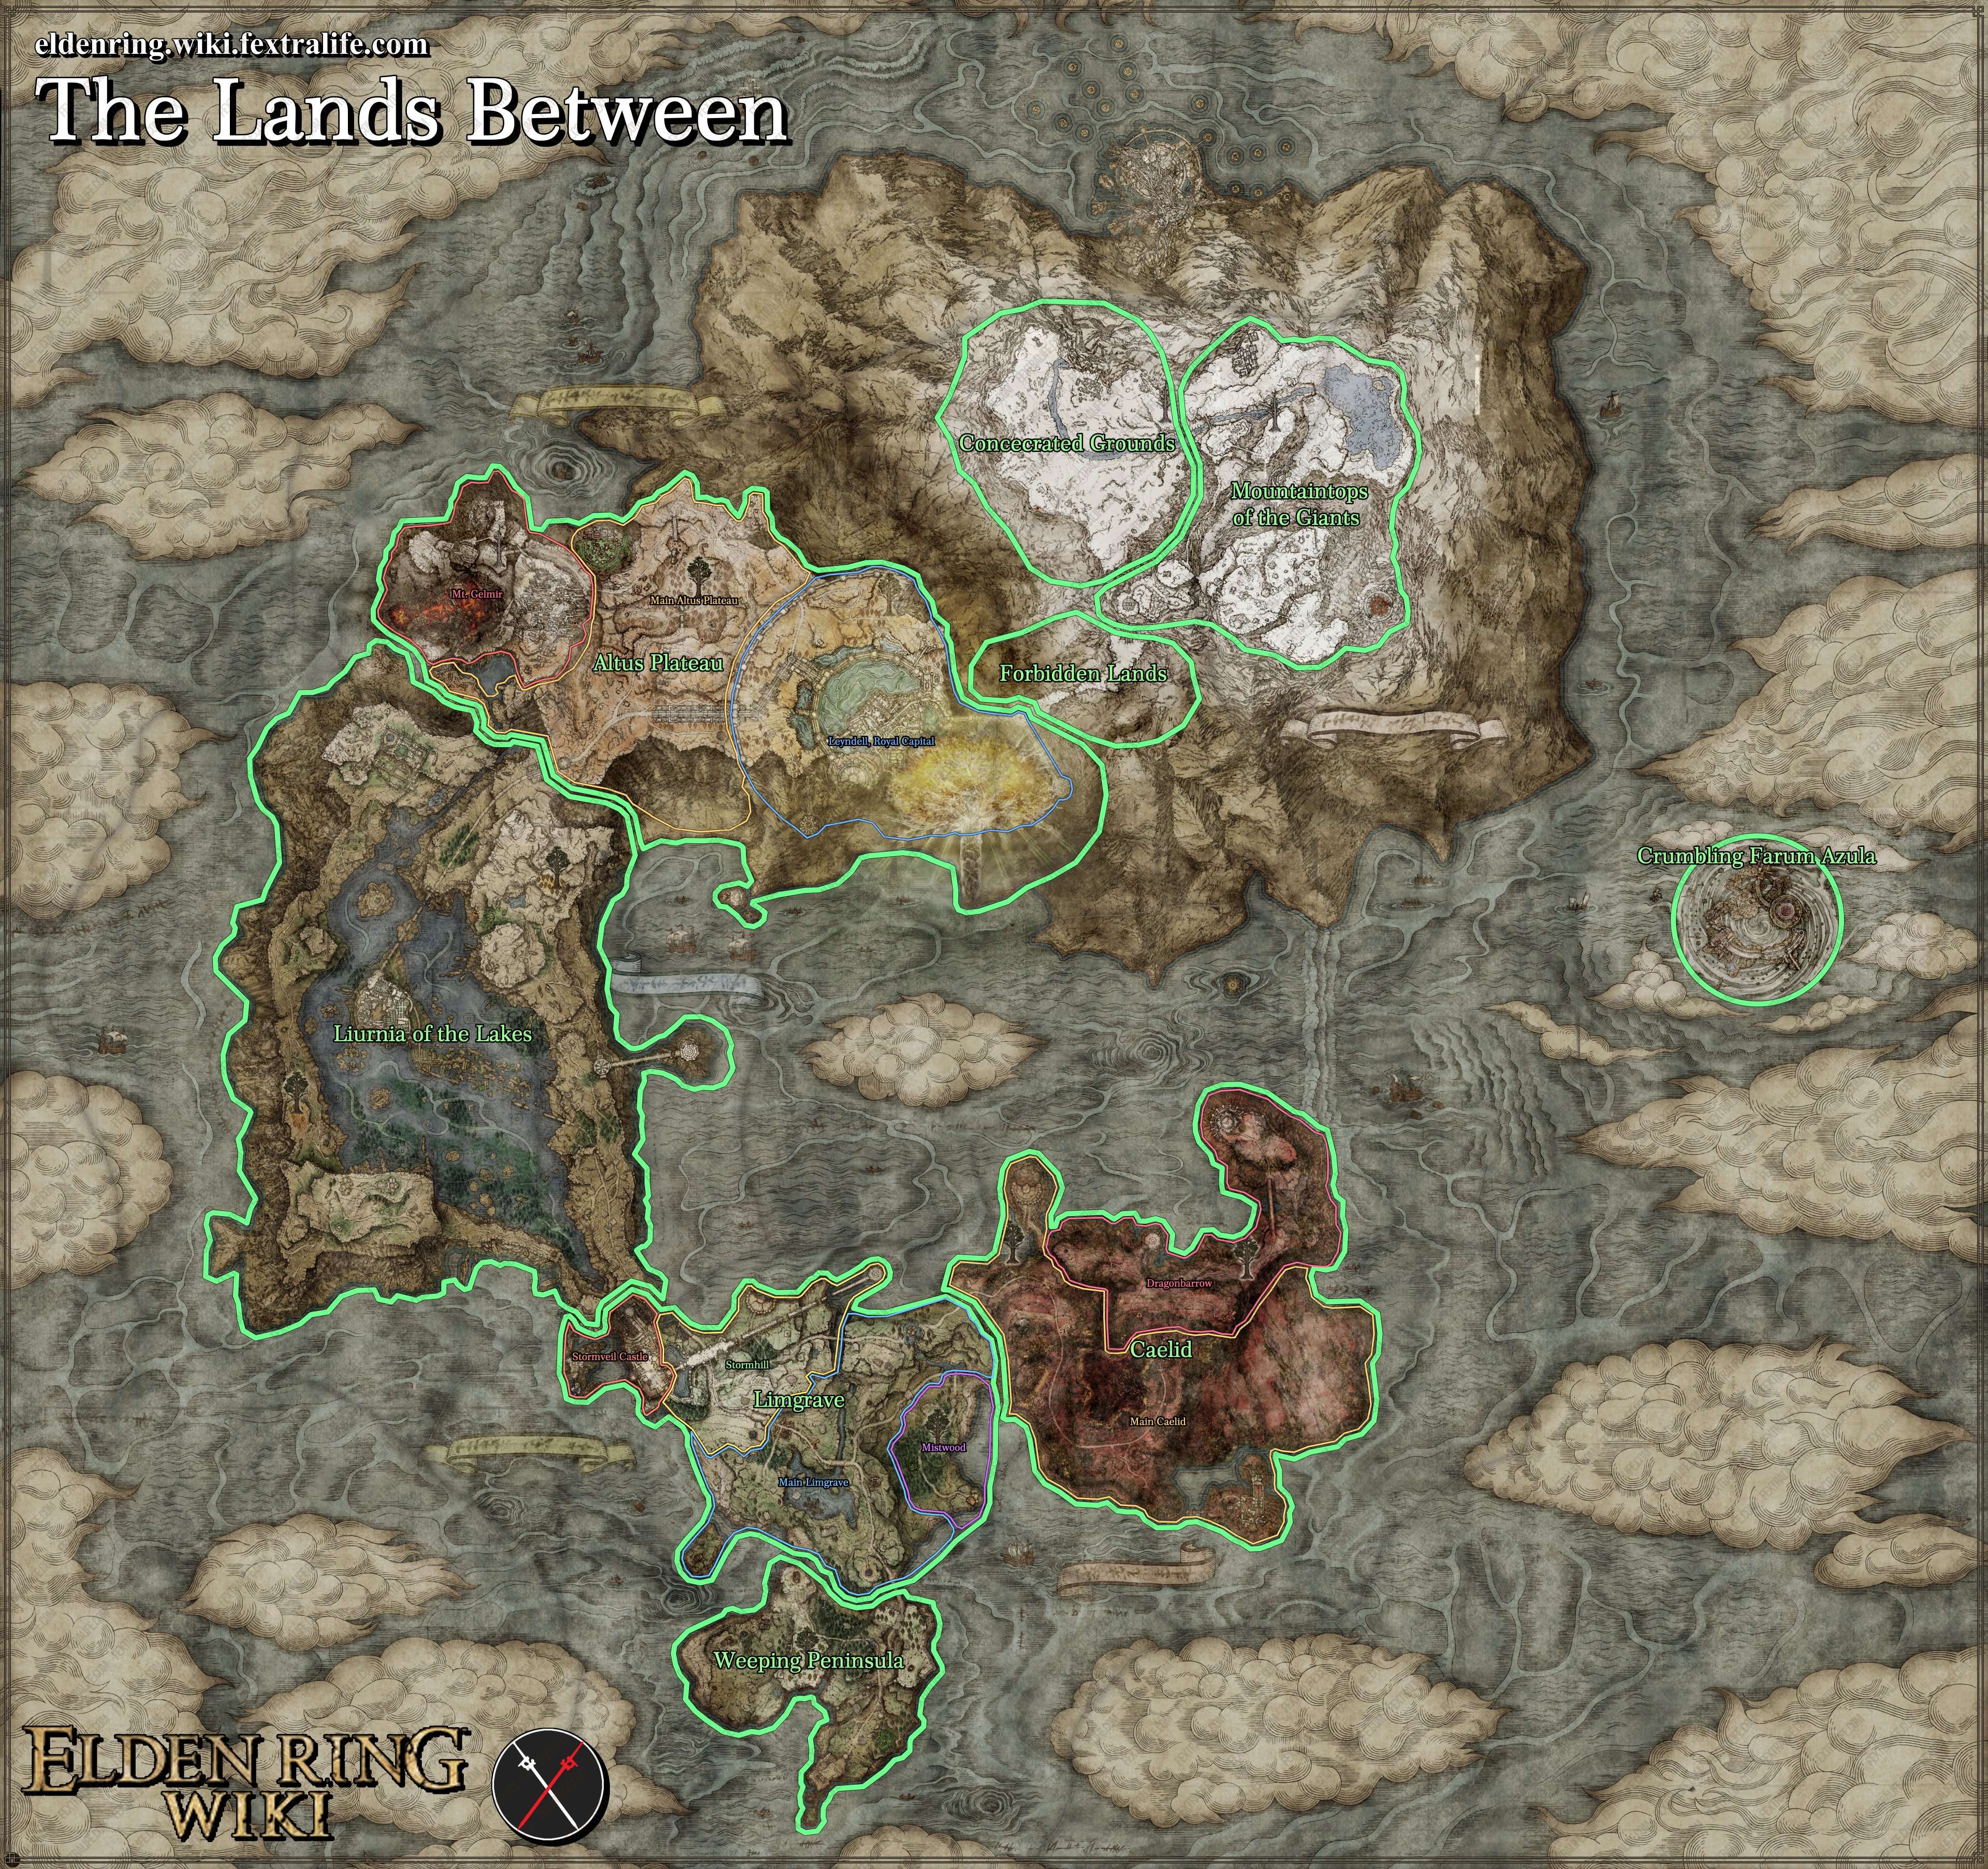 eldenring.wiki.fextralife.com
The Lands Between
Concecrated Grounds
Mountaintops
of the Giants
Mt. Gelmir
Main Altus Plateau
Altus Plateau
Forbidden Lands
Leyndell, Royal Capital
Crumbling Farum Azula
Liurnia of the Lakes
Dragonbarrow
Caelid
Stormveil Castle
Stormhill
Limgrave
Main Caelid
Mistwood
Main Limgrave
Weeping Peninsula
ELDEN RING
WIKI